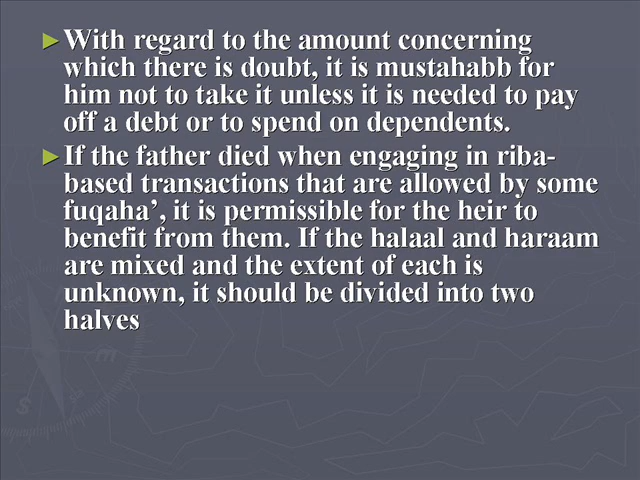 ► With regard to the amount concerning
which there is doubt, it is mustahabb for
him not to take it unless it is needed to pay
off a debt or to spend on dependents.
► If the father died when engaging in riba-
based transactions that are allowed by some
fuqaha’, it is permissible for the heir to
benefit from them. If the halaal and haraam
are mixed and the extent of each is
unknown, it should be divided into two
halves